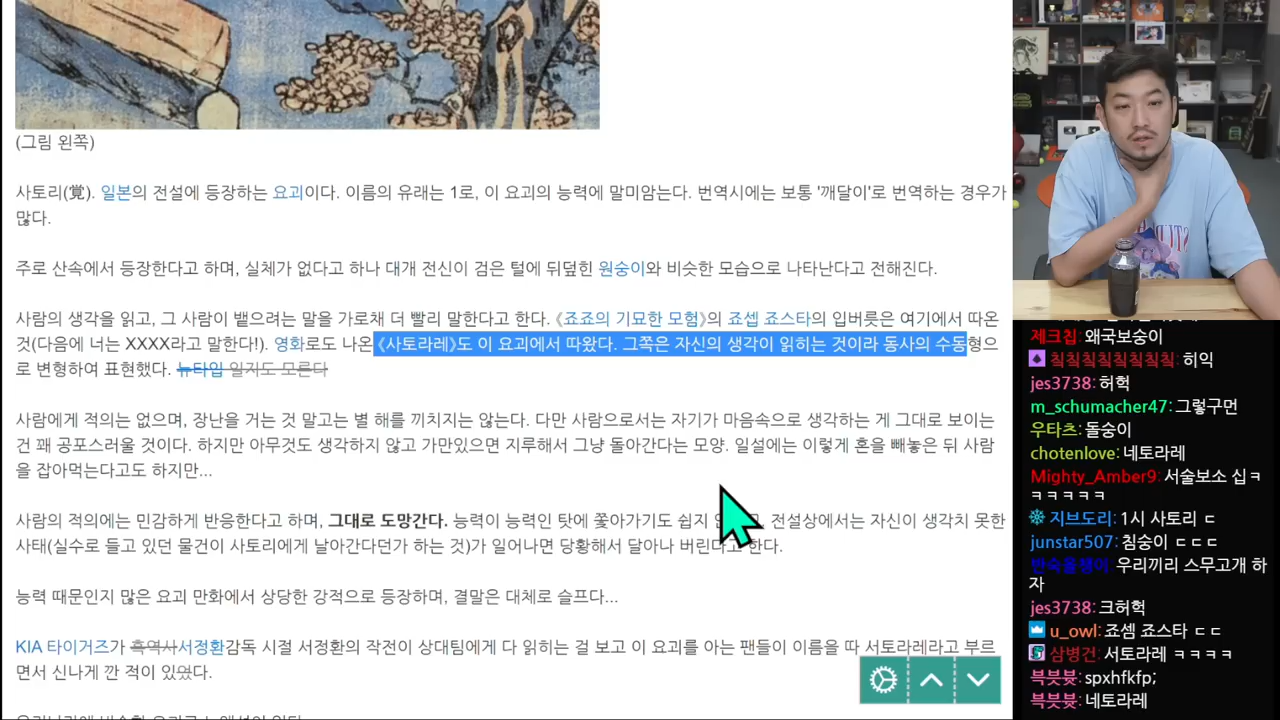 (그림 왼쪽)
사토리(覚). 일본의 전설에 등장하는 요괴이다. 이름의 유래는 1로, 이 요괴의 능력에 말미암는다. 번역시에는 보통 '깨달이'로 번역하는 경우가
많다.
주로 산속에서 등장한다고 하며, 실체가 없다고 하나 대개 전신이 검은 털에 뒤덮힌 원숭이와 비슷한 모습으로 나타난다고 전해진다.
사람의 생각을 읽고, 그 사람이 뱉으려는 말을 가로채 더 빨리 말한다고 한다. 《죠죠의 기묘한 모험》의 죠셉 죠스타의 입버릇은 여기에서 따온
것(다음에 너는 XXXX라고 말한다!). 영화로도 나온 《사토라레》도 이 요괴에서 따왔다. 그쪽은 자신의 생각이 읽히는 것이라 동사의 수동형으
로 변형하여 표현했다. 뉴타입 일지도 모른다
사람에게 적의는 없으며, 장난을 거는 것 말고는 별 해를 끼치지는 않는다. 다만 사람으로서는 자기가 마음속으로 생각하는 게 그대로 보이는
건 꽤 공포스러울 것이다. 하지만 아무것도 생각하지 않고 가만있으면 지루해서 그냥 돌아간다는 모양. 일설에는 이렇게 혼을 빼놓은 뒤 사람
을 잡아먹는다고도 하지만...
사람의 적의에는 민감하게 반응한다고 하며, 그대로 도망간다. 능력이 능력인 탓에 쫓아가기도 쉽지 전설상에서는 자신이 생각치 못한
사태(실수로 들고 있던 물건이 사토리에게 날아간다던가 하는 것)가 일어나면 당황해서 달아나 버린다고 한다.
능력 때문인지 많은 요괴 만화에서 상당한 강적으로 등장하며, 결말은 대체로 슬프다...
KIA 타이거즈가 흑역사서정환감독 시절 서정환의 작전이 상대팀에게 다 읽히는 걸 보고 이 요괴를 아는 팬들이 이름을 따 서토라레라고 부르
면서 신나게 깐 적이 있었다.
제크칩: 왜국보숭이
칰칰칰칰칰칰칰칰: 히익
jes3738: 허헉
m_schumacher47: 그렇구먼
우타츠: 돌숭이
chotenlove: 네토라레
Mighty_Amber9: 서술보소 십ㅋ
ㅋㅋㅋㅋㅋ
지브도리: 1시 사토리 ㄷ
junstar507: 침숭이 ㄷㄷㄷ
우리끼리 스무고개 하
자
jes3738: 크허헉
u_owl: 죠셉 죠스타 ㄷㄷ
삼병건: 서토라레 ㅋㅋㅋㅋ
spxhfkfp;
네토라레